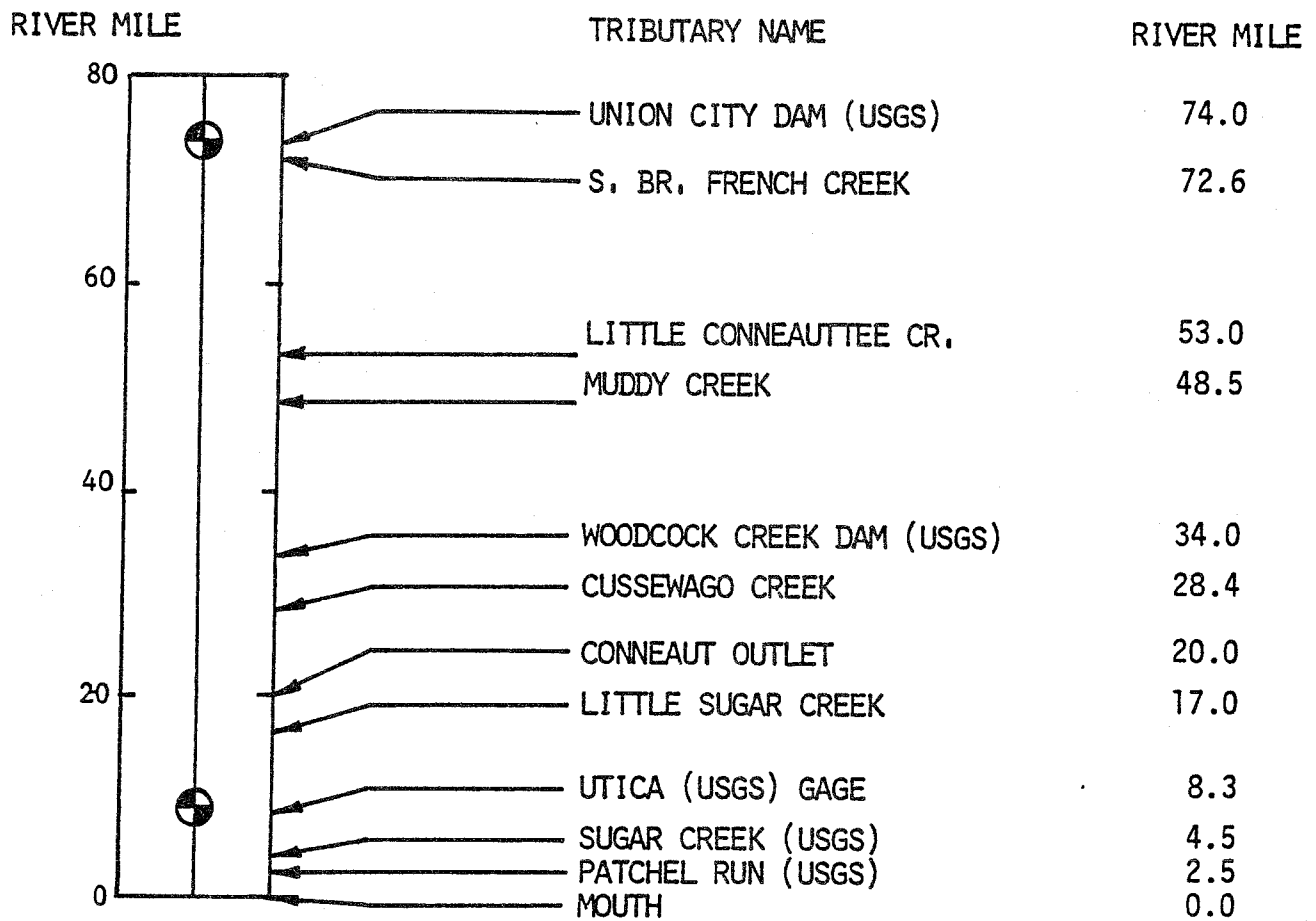 RIVER MILE TRIBUTARY NAME RIVER MILE
80
UNION CITY DAM (USGS) 74.0
S. BR. FRENCH CREEK 72.6
60
LITTLE CONNEAUTTEE CR. 53.0
MUDDY CREEK 48.5
40
WOODCOCK CREEK DAM (USGS) 34.0
CUSSEWAGO CREEK 28.4
CONNEAUT OUTLET 20.0
20
LITTLE SUGAR CREEK 17.0
UTICA (USGS) GAGE 8.3
SUGAR CREEK (USGS) 4.5
PATCHEL RUN (USGS) 2.5
0
MOUTH 0.0